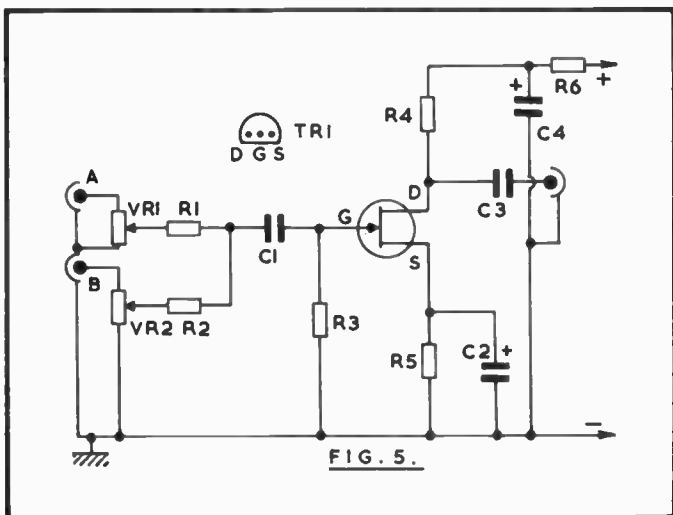 +
R6
+
R4
C4
TR1
D G S
A
D
VR1
R1
G
C3
C1
S
B
VR2
R2
R3
R5
C2
+
−
FIG. 5.